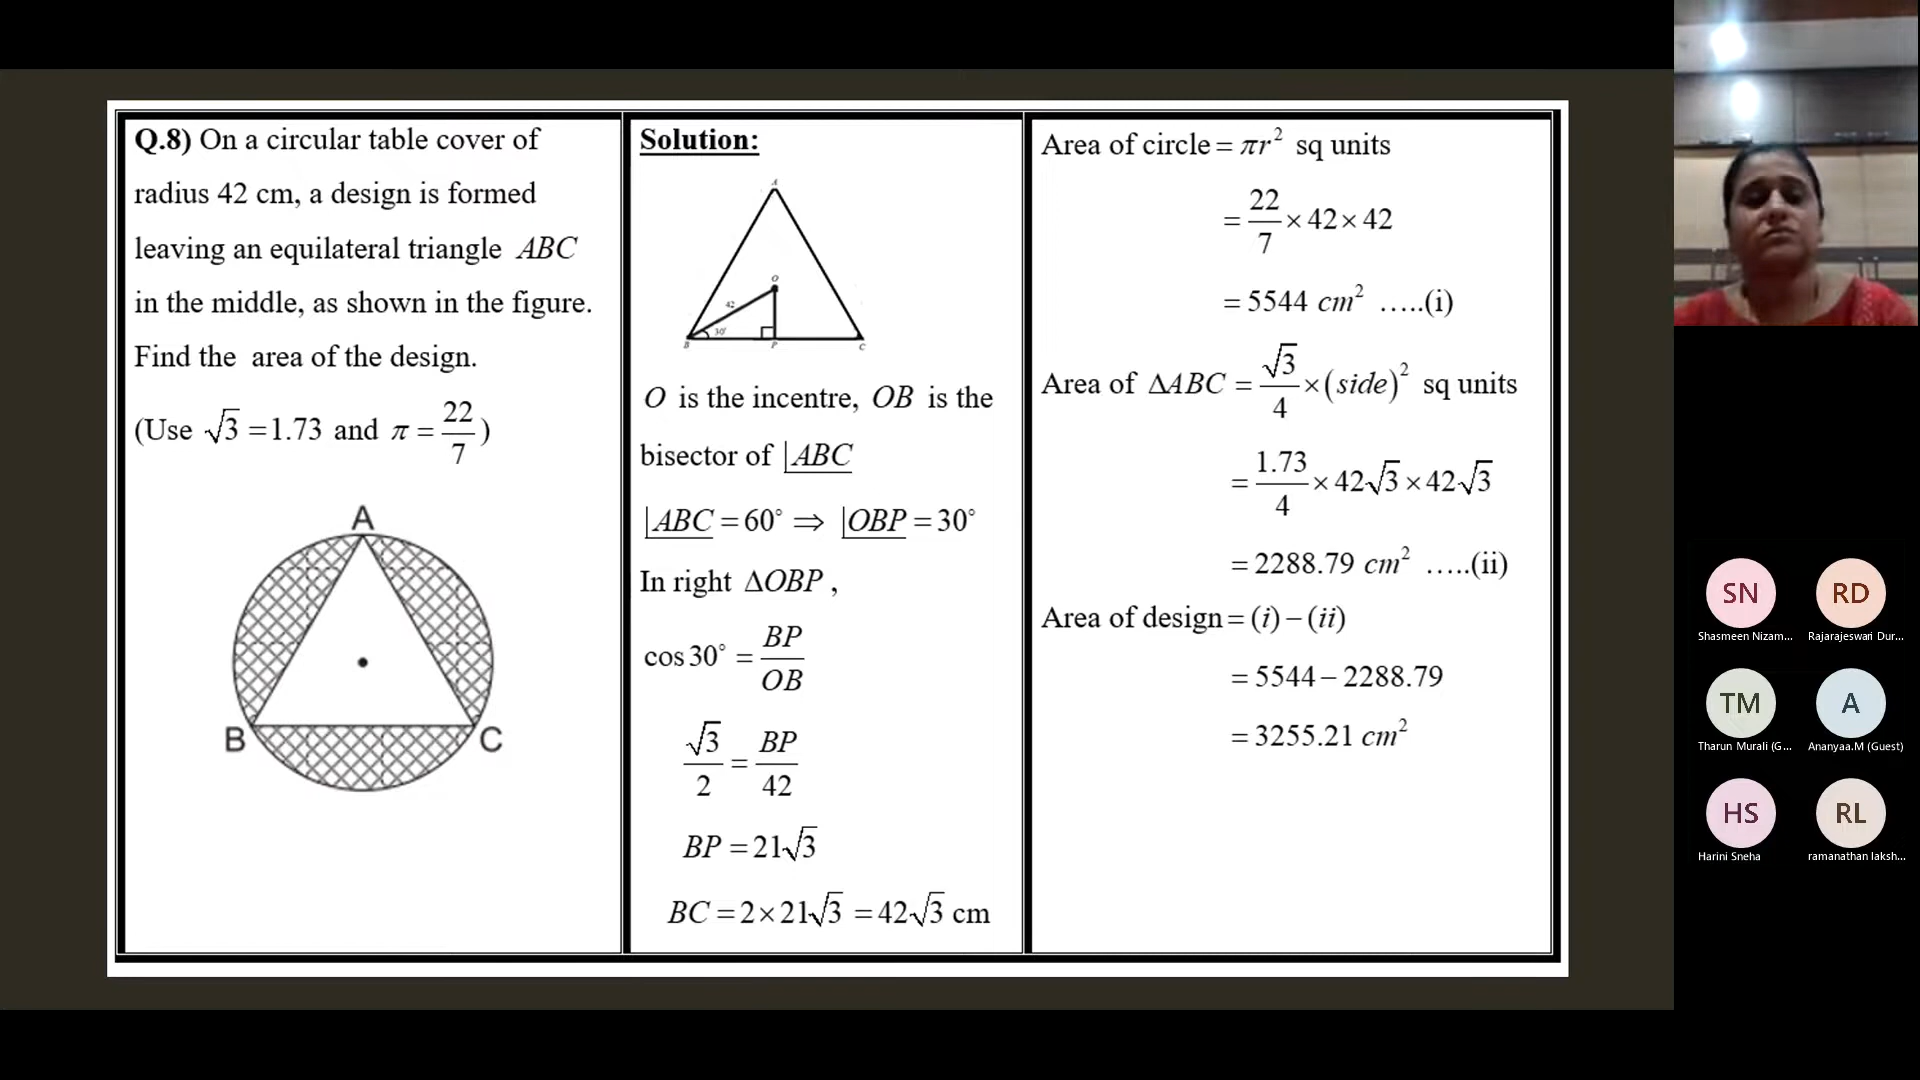 Q.8) On a circular table cover of
radius 42 cm, a design is formed
leaving an equilateral triangle ABC
in the middle, as shown in the figure.
Find the area of the design.
(Use √3 = 1.73 and π = 22/7)
A
B
C
Solution:
A
O
42
30°
B
P
C
O is the incentre, OB is the
bisector of |ABC
|ABC = 60° ⇒ |OBP = 30°
In right ΔOBP,
cos 30° = BP/OB
√3/2 = BP/42
BP = 21√3
BC = 2×21√3 = 42√3 cm
Area of circle = πr² sq units
= 22/7 × 42 × 42
= 5544 cm² .....(i)
Area of ΔABC = √3/4 × (side)² sq units
= 1.73/4 × 42√3 × 42√3
= 2288.79 cm² .....(ii)
Area of design = (i) − (ii)
= 5544 − 2288.79
= 3255.21 cm²
SN
Shasmeen Nizam...
RD
Rajarajeswari Dur...
TM
Tharun Murali (G...
A
Ananyaa.M (Guest)
HS
Harini Sneha
RL
ramanathan laksh...